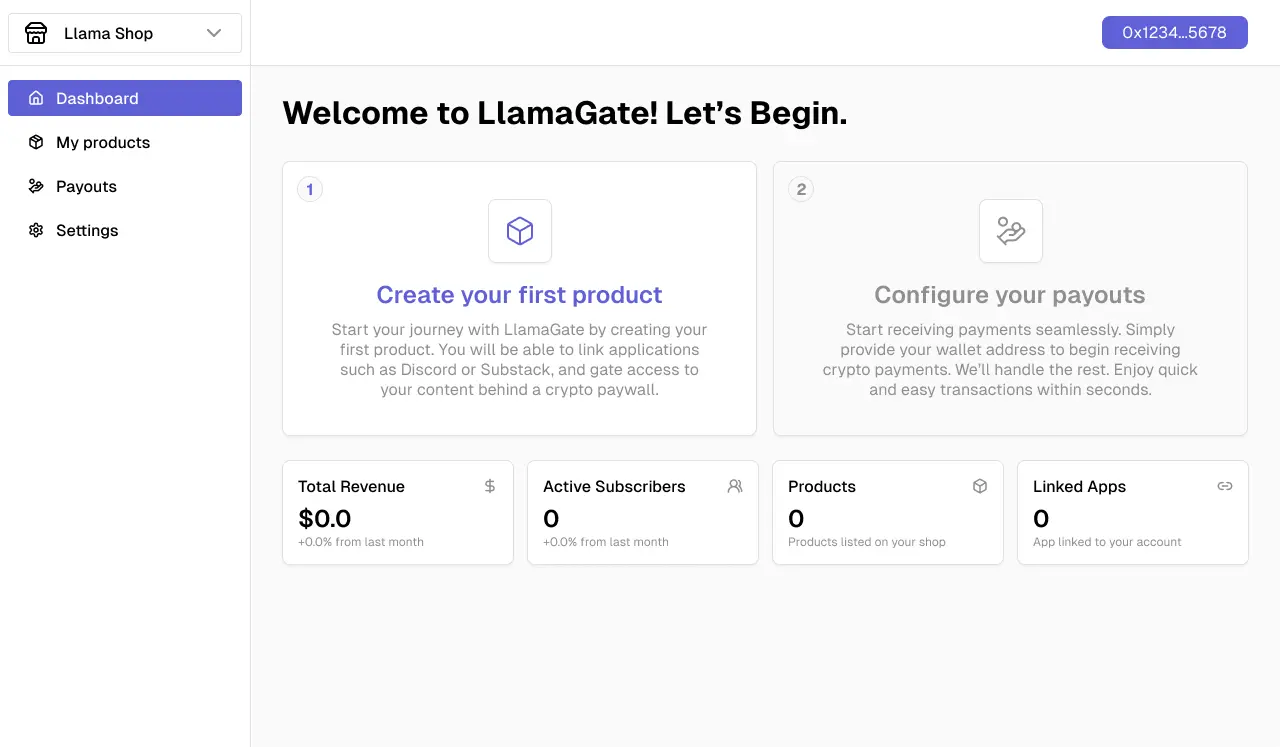 Llama Shop
0x1234...5678
Dashboard
My products
Payouts
Settings
Welcome to LlamaGate! Let’s Begin.
1
Create your first product
Start your journey with LlamaGate by creating your
first product. You will be able to link applications
such as Discord or Substack, and gate access to
your content behind a crypto paywall.
2
Configure your payouts
Start receiving payments seamlessly. Simply
provide your wallet address to begin receiving
crypto payments. We’ll handle the rest. Enjoy quick
and easy transactions within seconds.
Total Revenue
$
$0.0
+0.0% from last month
Active Subscribers
0
+0.0% from last month
Products
0
Products listed on your shop
Linked Apps
0
App linked to your account